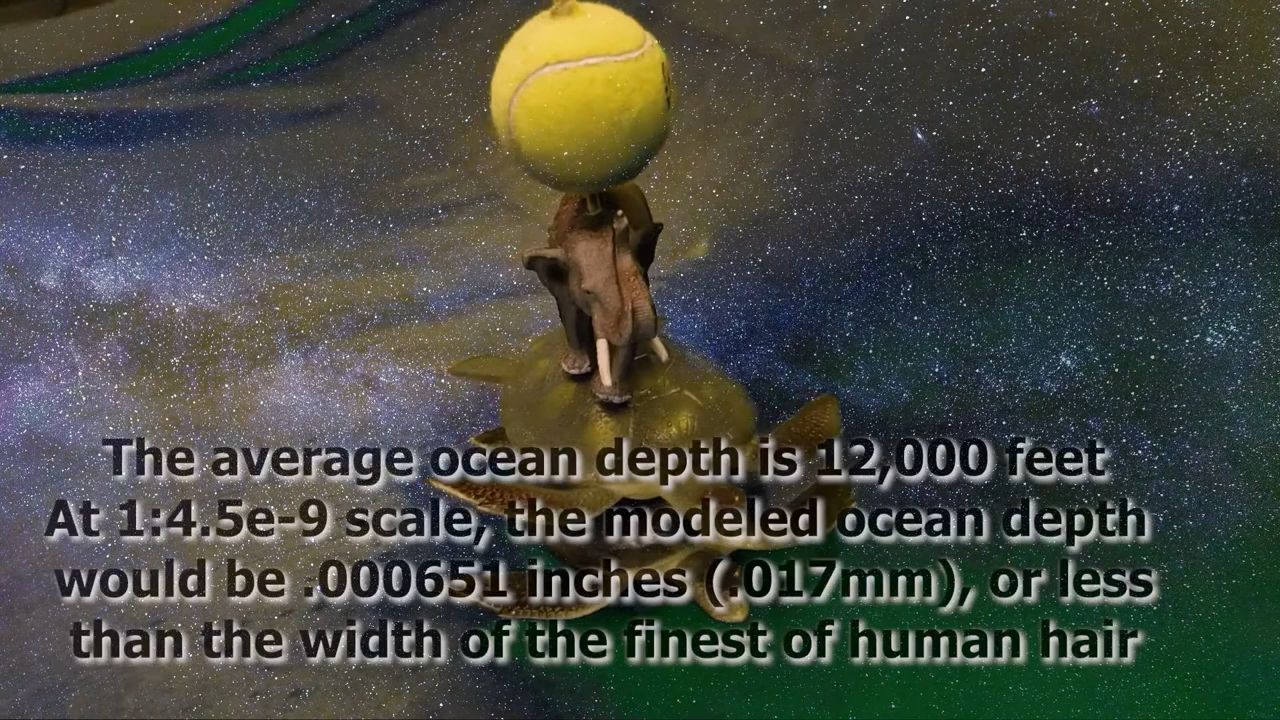 The average ocean depth is 12,000 feet
At 1:4.5e-9 scale, the modeled ocean depth
would be .000651 inches (.017mm), or less
than the width of the finest of human hair